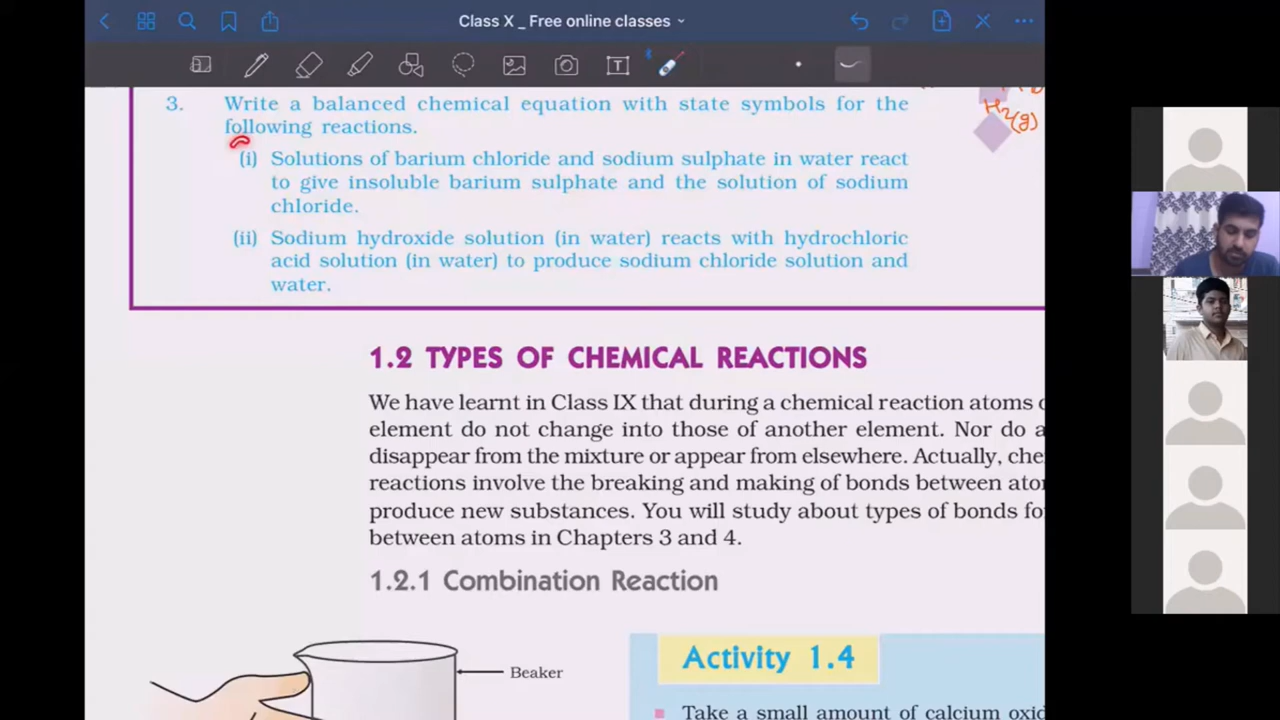 Class X _ Free online classes
T
3. Write a balanced chemical equation with state symbols for the
following reactions.
H2(g)
(i) Solutions of barium chloride and sodium sulphate in water react
to give insoluble barium sulphate and the solution of sodium
chloride.
(ii) Sodium hydroxide solution (in water) reacts with hydrochloric
acid solution (in water) to produce sodium chloride solution and
water.
1.2 TYPES OF CHEMICAL REACTIONS
We have learnt in Class IX that during a chemical reaction atoms
element do not change into those of another element. Nor do
disappear from the mixture or appear from elsewhere. Actually,
reactions involve the breaking and making of bonds between
produce new substances. You will study about types of bonds
between atoms in Chapters 3 and 4.
1.2.1 Combination Reaction
Beaker
Activity 1.4
Take a small amount of calcium